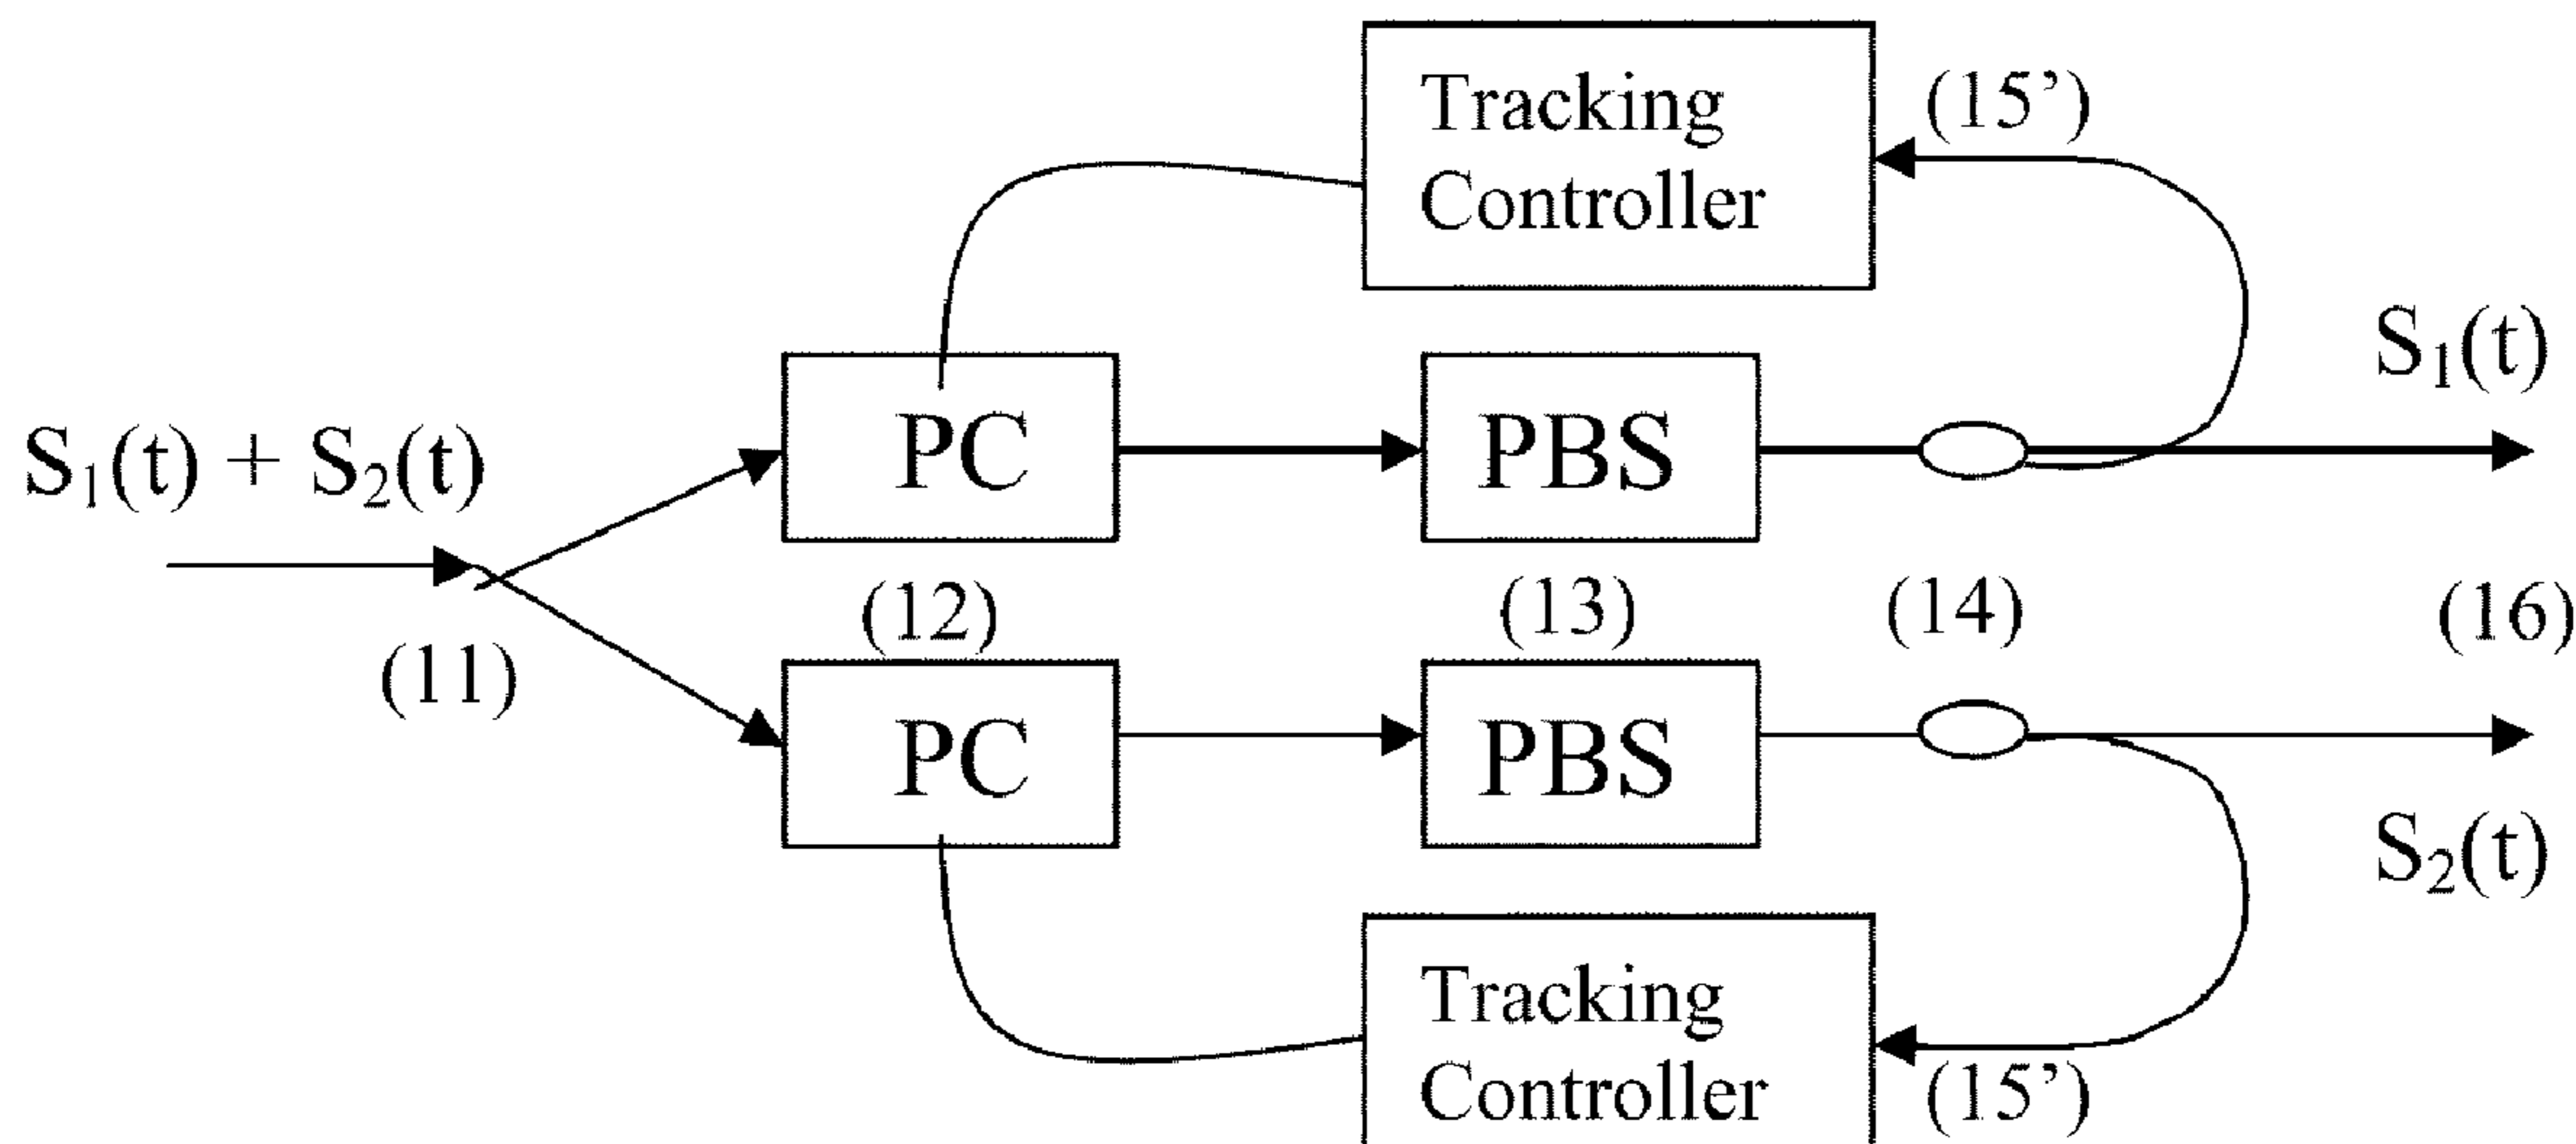 Tracking
Controller
(15’)
S₁(t)
S₁(t) + S₂(t)
PC
PBS
(11)
(12)
(13)
(14)
(16)
PC
PBS
S₂(t)
Tracking
Controller
(15’)